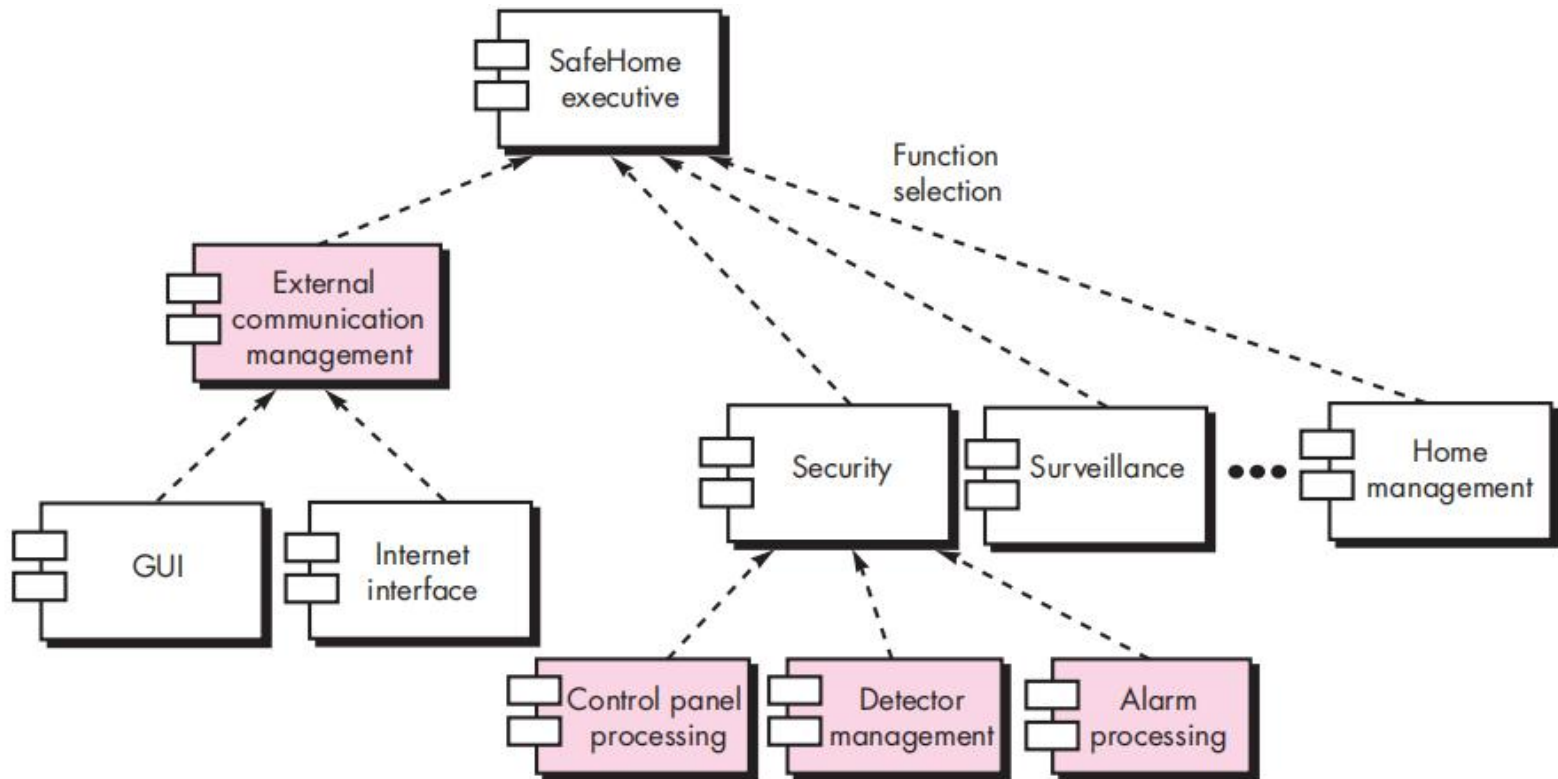 SafeHome
executive
Function
selection
External
communication
management
Security
Surveillance
Home
management
GUI
Internet
interface
Control panel
processing
Detector
management
Alarm
processing